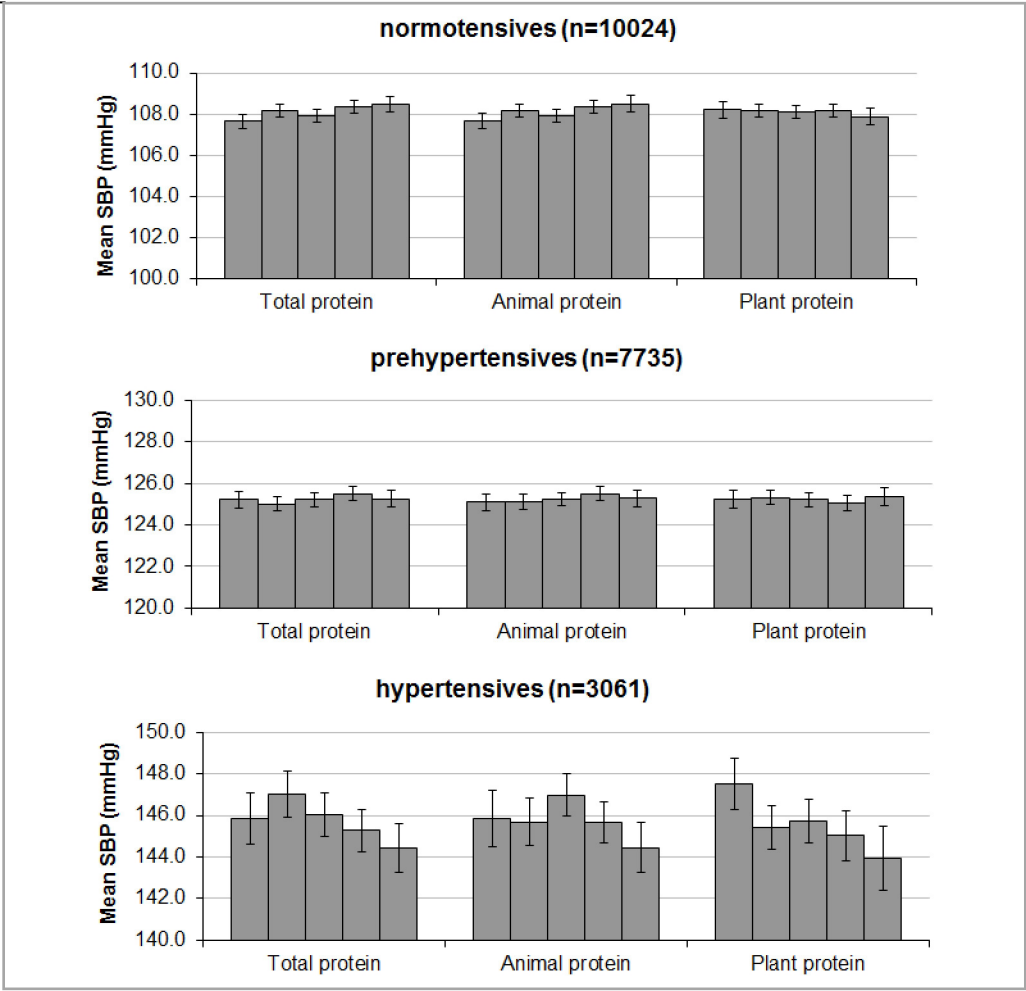 normotensives (n=10024)
Mean SBP (mmHg)
110.0
108.0
106.0
104.0
102.0
100.0
Total protein Animal protein Plant protein
prehypertensives (n=7735)
Mean SBP (mmHg)
130.0
128.0
126.0
124.0
122.0
120.0
Total protein Animal protein Plant protein
hypertensives (n=3061)
Mean SBP (mmHg)
150.0
148.0
146.0
144.0
142.0
140.0
Total protein Animal protein Plant protein